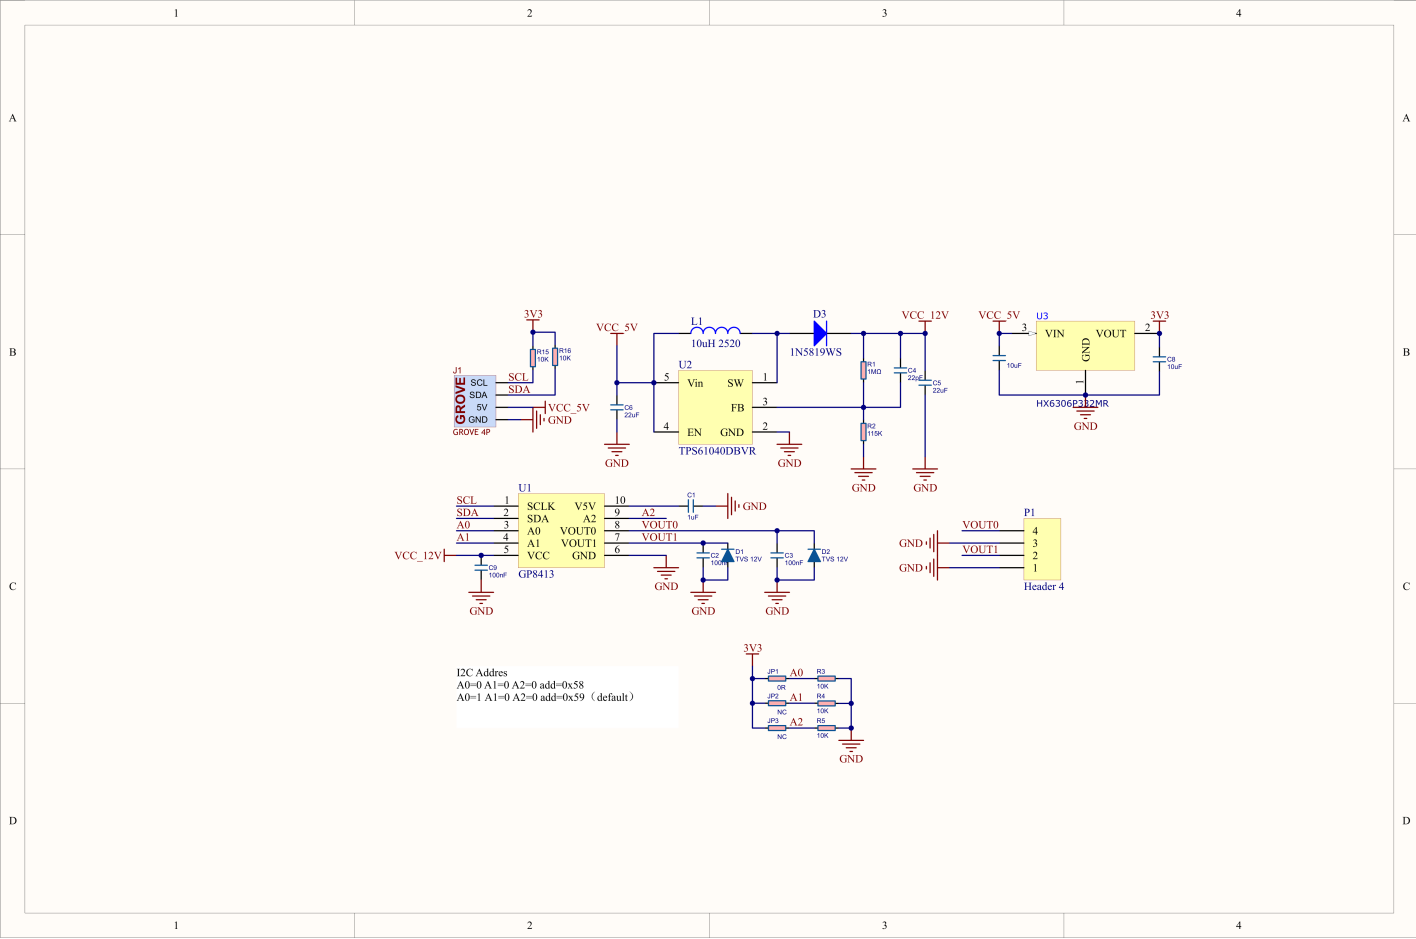 1 2 3 4
A A
B B
C C
D D
1 2 3 4
3V3
R15
10K
R16
10K
J1
GROVE
SCL
SDA
5V
GND
SCL
SDA
VCC_5V
GND
GROVE 4P
VCC_5V
C6
22uF
GND
L1
10uH 2520
U2
5 Vin
4 EN
SW 1
FB 3
GND 2
TPS61040DBVR
GND
D3
1N5819WS
R1
1MΩ
R2
115K
GND
C4
22pF
VCC_12V
C5
22uF
GND
VCC_5V
10uF
U3
3 VIN
VOUT 2
GND
1
HX6306P332MR
GND
3V3
C8
10uF
U1
SCL 1 SCLK
SDA 2 SDA
A0 3 A0
A1 4 A1
VCC_12V 5 VCC
V5V 10
A2 9 A2
VOUT0 8 VOUT0
VOUT1 7 VOUT1
GND 6
GP8413
C9
100nF
GND
C1
1uF
GND
GND
C2
100nF
D1
TVS 12V
GND
C3
100nF
D2
TVS 12V
GND
P1
VOUT0 4
GND 3
VOUT1 2
GND 1
Header 4
I2C Addres
A0=0 A1=0 A2=0 add=0x58
A0=1 A1=0 A2=0 add=0x59（default）
3V3
JP1 A0 R3
0R 10K
JP2 A1 R4
NC 10K
JP3 A2 R5
NC 10K
GND